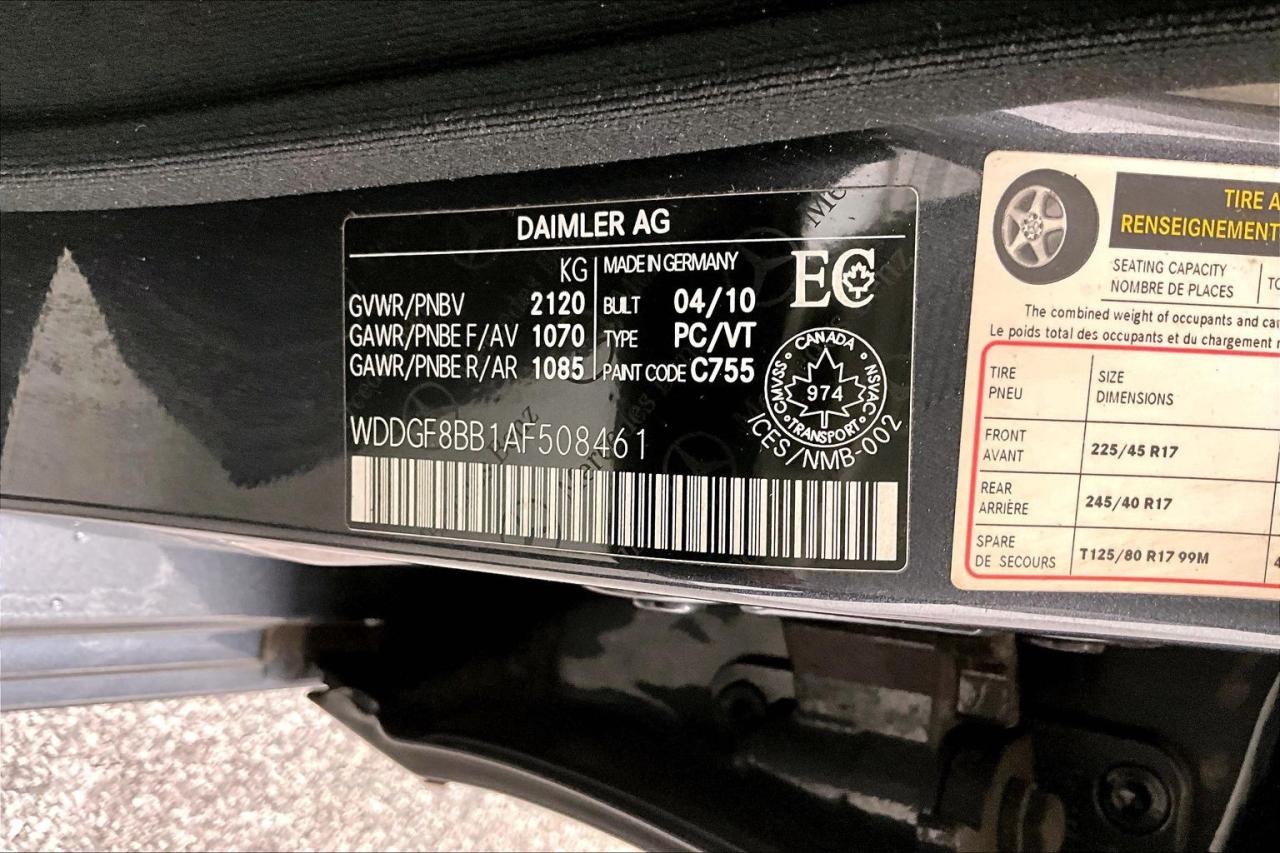 DAIMLER AG
KG
GVWR/PNBV 2120
GAWR/PNBE F/AV 1070
GAWR/PNBE R/AR 1085
MADE IN GERMANY
BUILT 04/10
TYPE PC/VT
PAINT CODE C755
EC
CANADA
CMVSS NSVAC
974
TRANSPORT
ICES/NMB-002
WDDGF8BB1AF508461
TIRE A
RENSEIGNEMENT
SEATING CAPACITY
NOMBRE DE PLACES
The combined weight of occupants and
Le poids total des occupants et du chargement
TIRE SIZE
PNEU DIMENSIONS
FRONT
AVANT 225/45 R17
REAR
ARRIÈRE 245/40 R17
SPARE
DE SECOURS T125/80 R17 99M